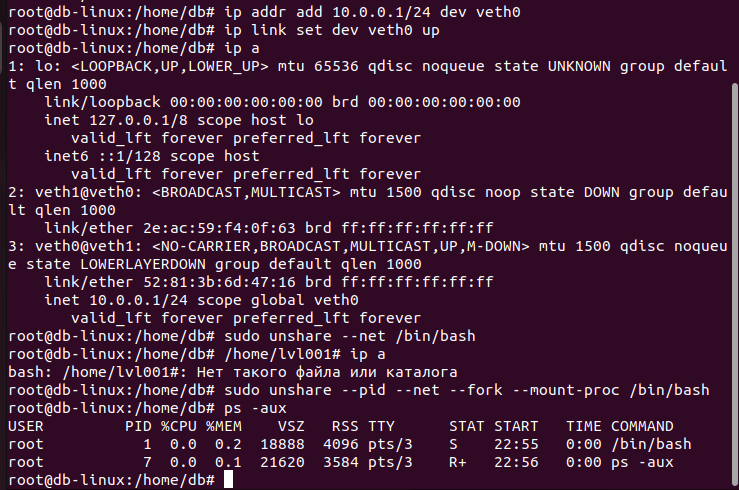 root@db-linux:/home/db# ip addr add 10.0.0.1/24 dev veth0
root@db-linux:/home/db# ip link set dev veth0 up
root@db-linux:/home/db# ip a
1: lo: <LOOPBACK,UP,LOWER_UP> mtu 65536 qdisc noqueue state UNKNOWN group defaul
t qlen 1000
    link/loopback 00:00:00:00:00:00 brd 00:00:00:00:00:00
    inet 127.0.0.1/8 scope host lo
       valid_lft forever preferred_lft forever
    inet6 ::1/128 scope host
       valid_lft forever preferred_lft forever
2: veth1@veth0: <BROADCAST,MULTICAST> mtu 1500 qdisc noop state DOWN group defau
lt qlen 1000
    link/ether 2e:ac:59:f4:0f:63 brd ff:ff:ff:ff:ff:ff
3: veth0@veth1: <NO-CARRIER,BROADCAST,MULTICAST,UP,M-DOWN> mtu 1500 qdisc noqueu
e state LOWERLAYERDOWN group default qlen 1000
    link/ether 52:81:3b:6d:47:16 brd ff:ff:ff:ff:ff:ff
    inet 10.0.0.1/24 scope global veth0
       valid_lft forever preferred_lft forever
root@db-linux:/home/db# sudo unshare --net /bin/bash
root@db-linux:/home/db# /home/lvl001# ip a
bash: /home/lvl001#: Нет такого файла или каталога
root@db-linux:/home/db# sudo unshare --pid --net --fork --mount-proc /bin/bash
root@db-linux:/home/db# ps -aux
USER         PID %CPU %MEM    VSZ   RSS TTY      STAT START   TIME COMMAND
root           1  0.0  0.2  18888  4096 pts/3    S    22:55   0:00 /bin/bash
root           7  0.0  0.1  21620  3584 pts/3    R+   22:56   0:00 ps -aux
root@db-linux:/home/db#